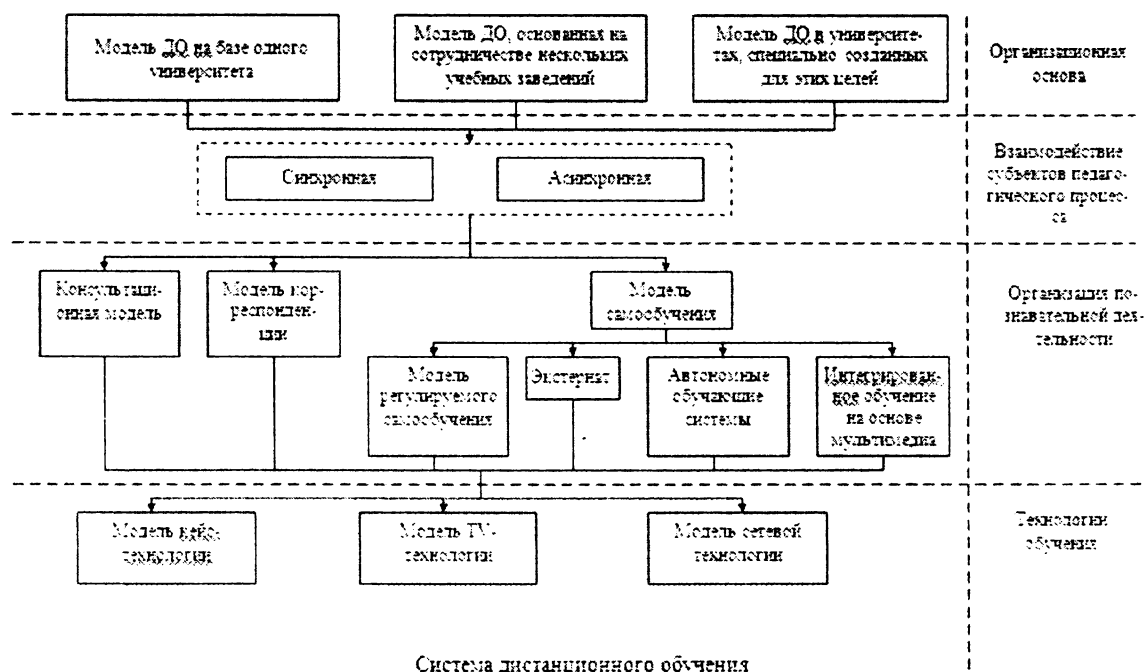 Модель ДО на базе одного
университета
Модель ДО, основанная на
сотрудничестве нескольких
учебных заведений
Модель ДО в университе-
тах, специально созданных
для этих целей
Организационная
основа
Синхронная
Асинхронная
Взаимодействие
субъектов педаго-
гического процес-
са
Консультаци-
онная модель
Модель кор-
респонден-
ции
Модель
самообучения
Организация по-
знавательной дея-
тельности
Модель
регулируемого
самообучения
Экстернат
Автономные
обучающие
системы
Интегрирован-
ное обучение
на основе
мультимедиа
Модель кейс-
технологии
Модель TV-
технологии
Модель сетевой
технологии
Технологии
обучения
Система дистанционного обучения